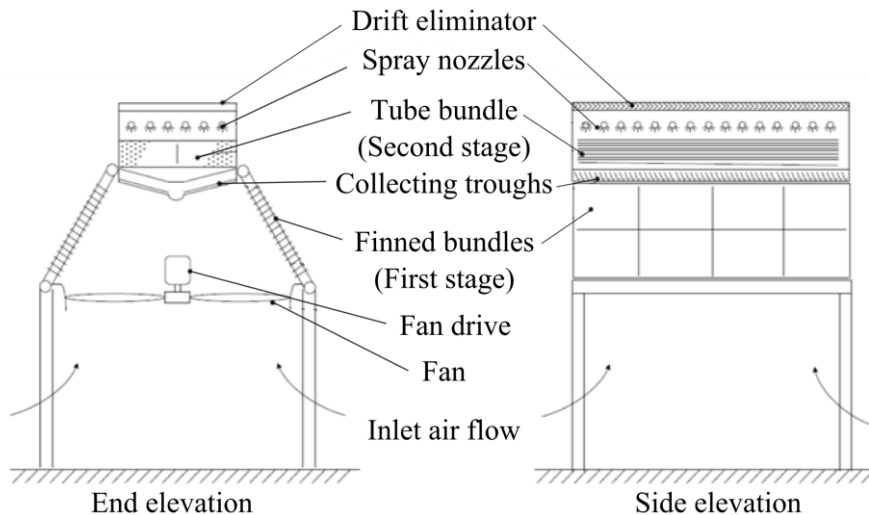 Drift eliminator
Spray nozzles
Tube bundle
(Second stage)
Collecting troughs
Finned bundles
(First stage)
Fan drive
Fan
Inlet air flow
End elevation
Side elevation